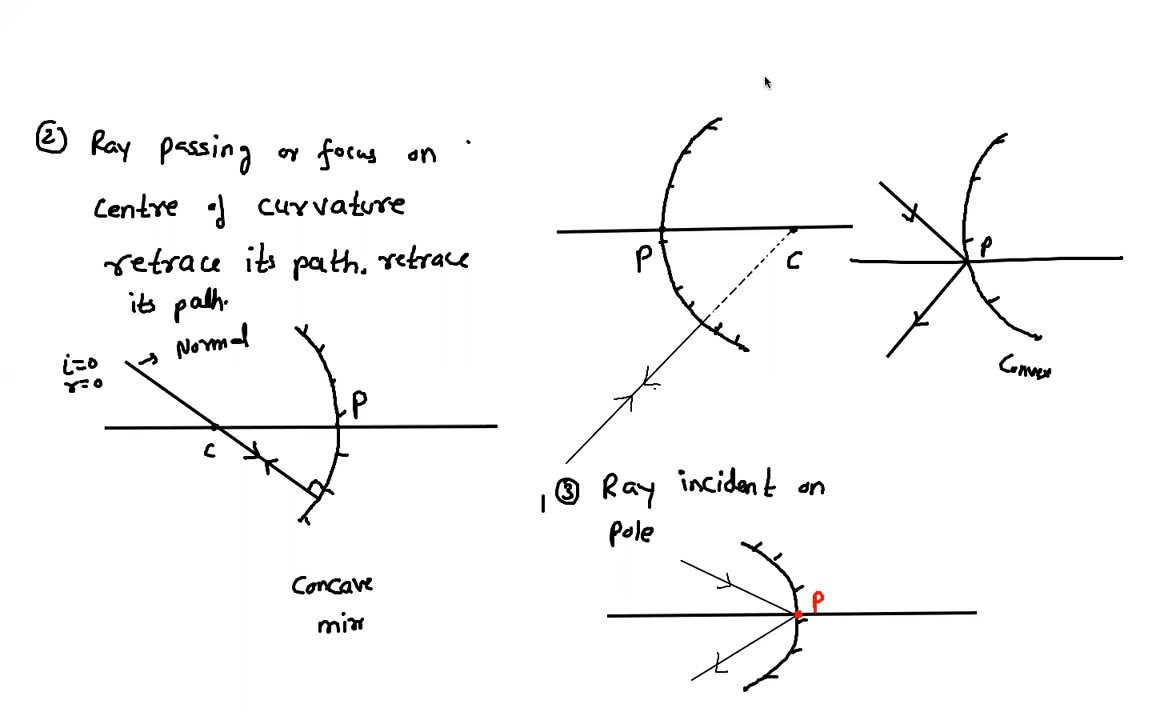 ② Ray passing or focus on
centre of curvature
retrace its path. retrace
its path.
i=0
r=0
→ Normal
P
C
Concave
mirr
P
C
P
Convex
1 ③ Ray incident on
pole
P